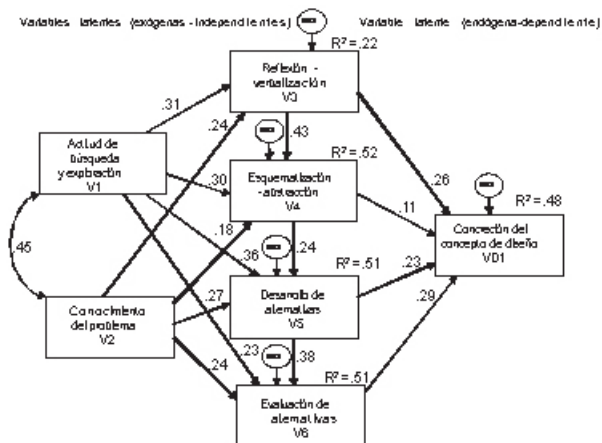 Variables latentes (exógenas - independientes)
Variable latente (endógena-dependiente)
R²=.22
Reflexión -
verbalización
V3
.31
.24
.43
R²=.52
Actitud de
búsqueda
y exploración
V1
.30
Esquematización
-abstracción
V4
.26
.11
R²=.48
Concreción del
concepto de diseño
VD1
.45
.18
.36
.24
R²=.51
.23
.27
Desarrollo de
alternativas
V5
.29
Conocimiento
del problema
V2
.23
.24
.38
R²=.51
Evaluación de
alternativas
V6